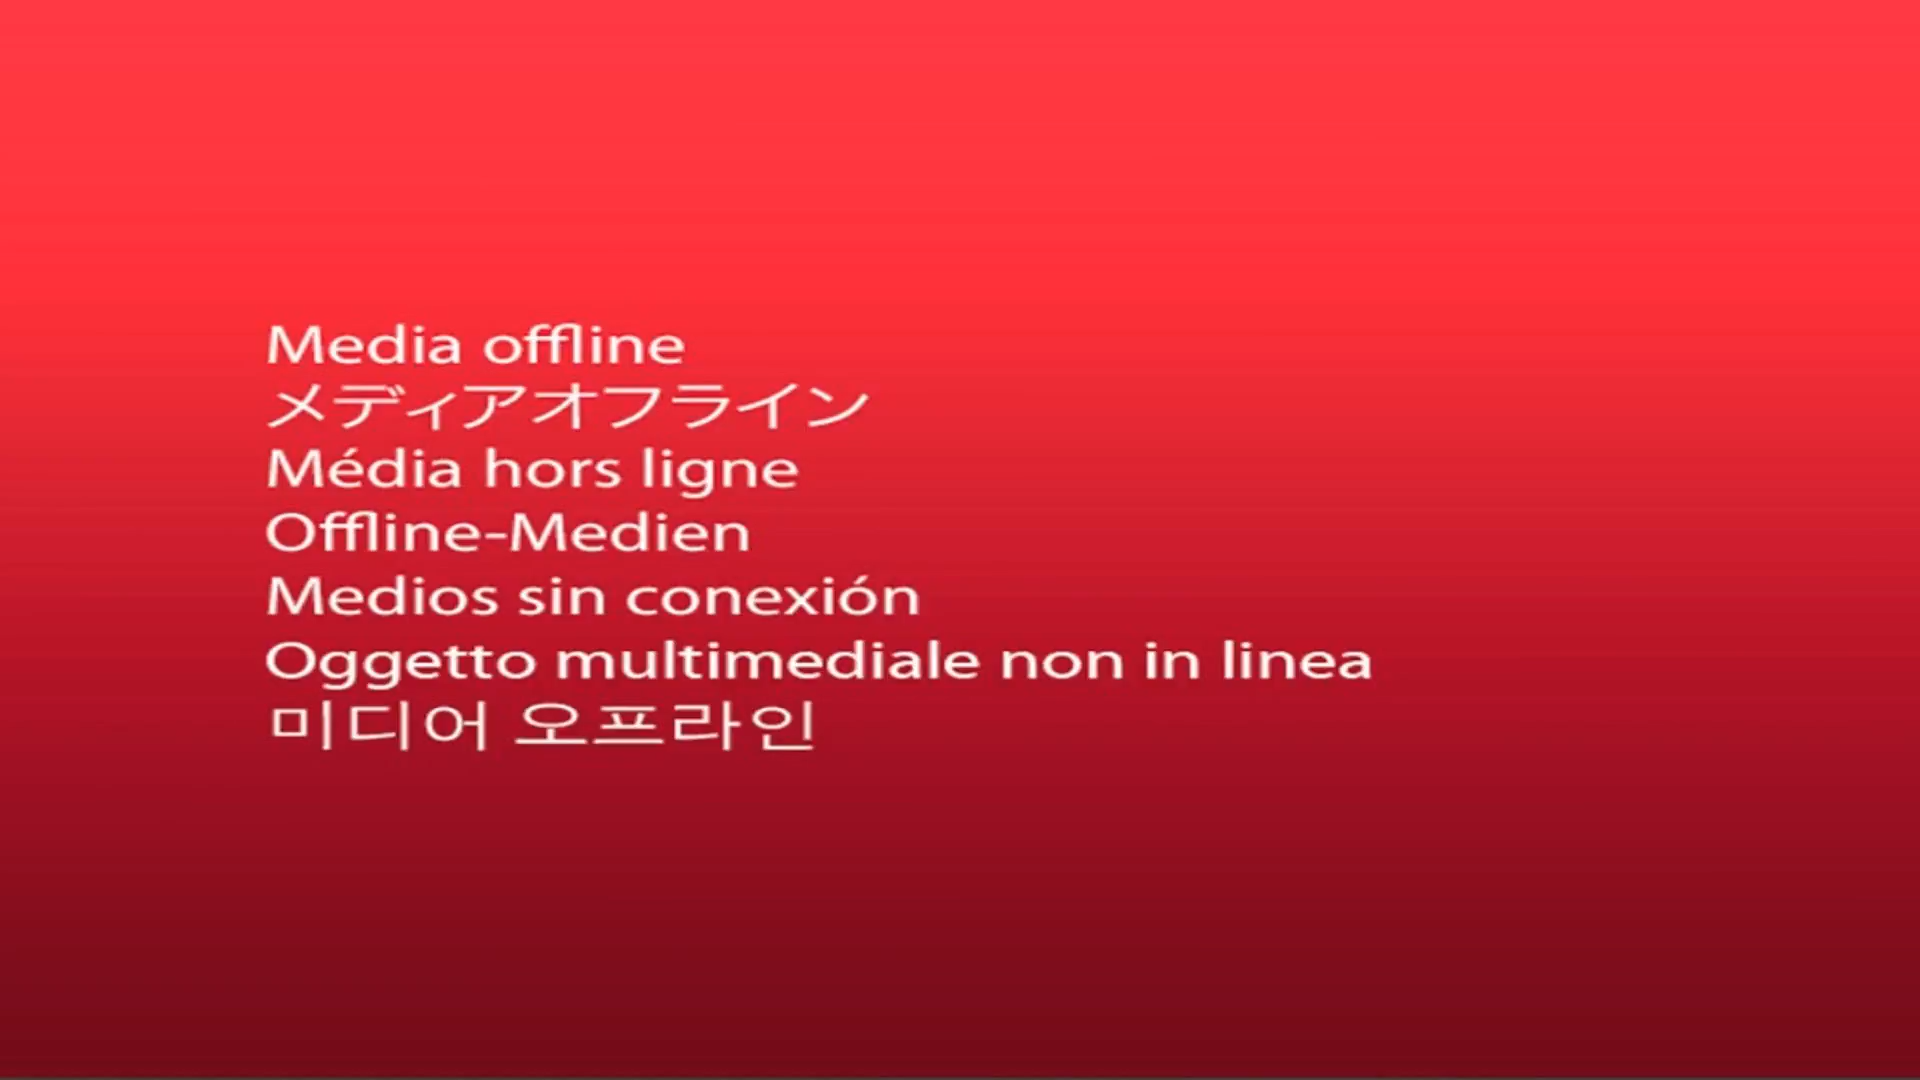 Media offline
メディアオフライン
Média hors ligne
Offline-Medien
Medios sin conexión
Oggetto multimediale non in linea
미디어 오프라인